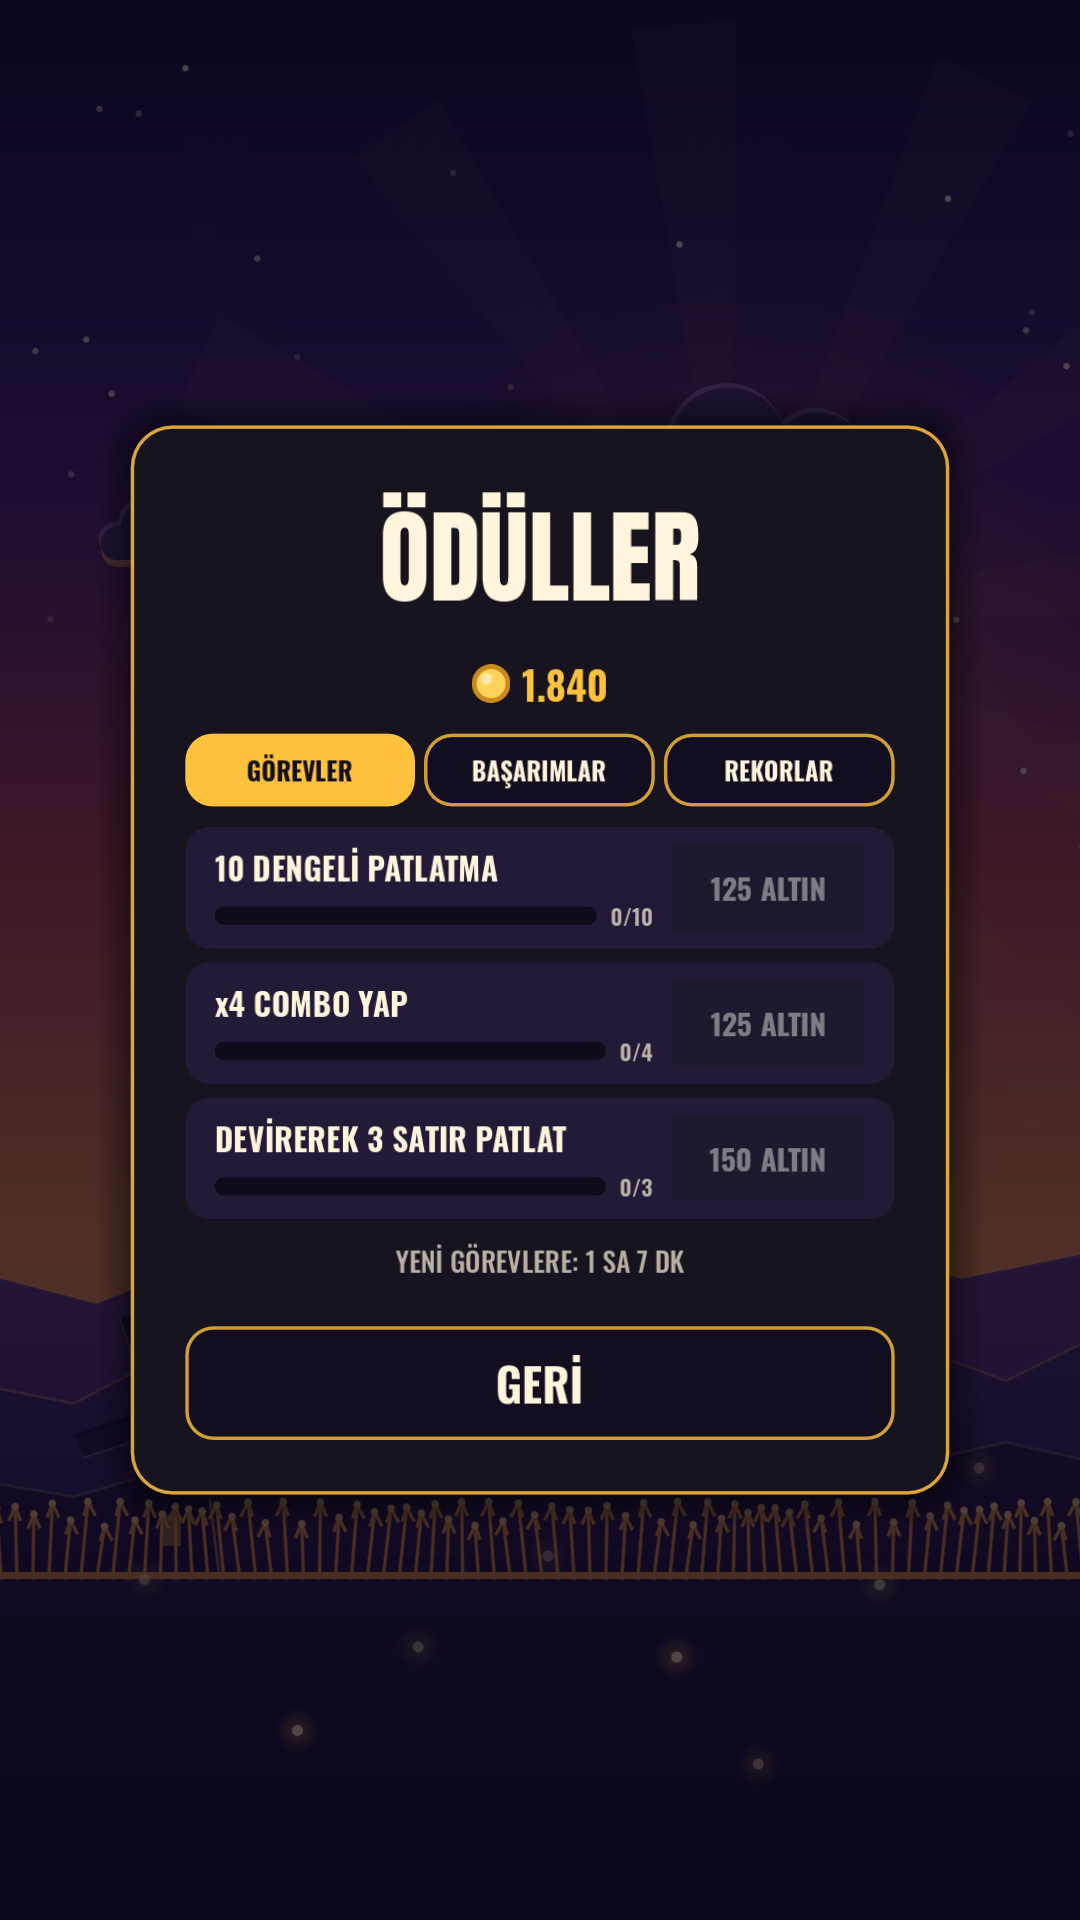 ÖDÜLLER
1.840
GÖREVLER BAŞARIMLAR REKORLAR
10 DENGELİ PATLATMA
0/10
125 ALTIN
x4 COMBO YAP
0/4
125 ALTIN
DEVİREREK 3 SATIR PATLAT
0/3
150 ALTIN
YENİ GÖREVLERE: 1 SA 7 DK
GERİ